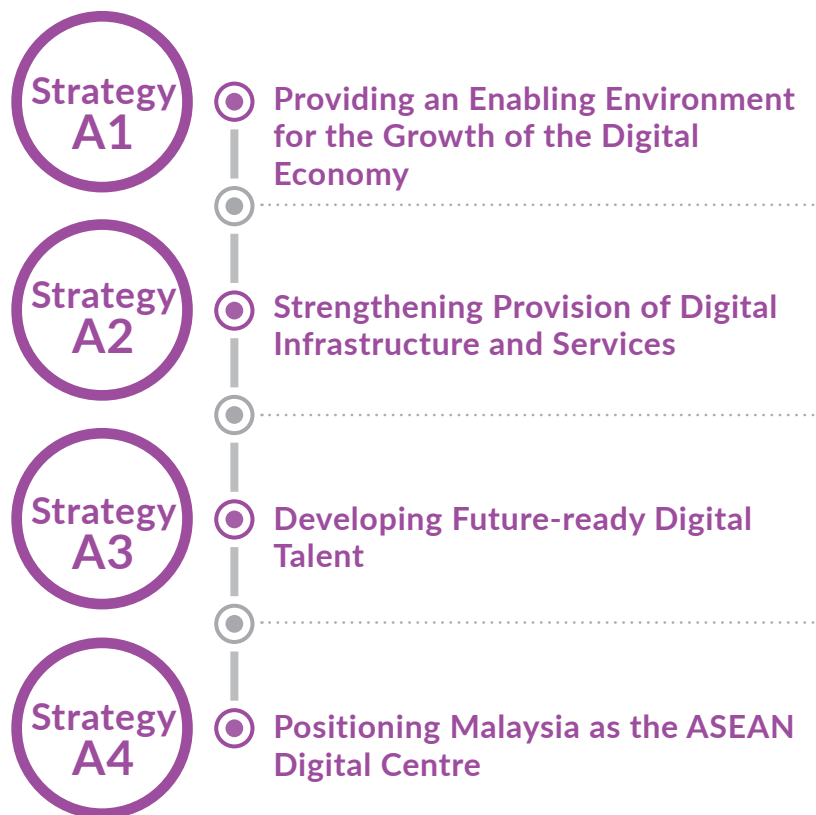 Strategy
A1
Providing an Enabling Environment
for the Growth of the Digital
Economy
Strategy
A2
Strengthening Provision of Digital
Infrastructure and Services
Strategy
A3
Developing Future-ready Digital
Talent
Strategy
A4
Positioning Malaysia as the ASEAN
Digital Centre